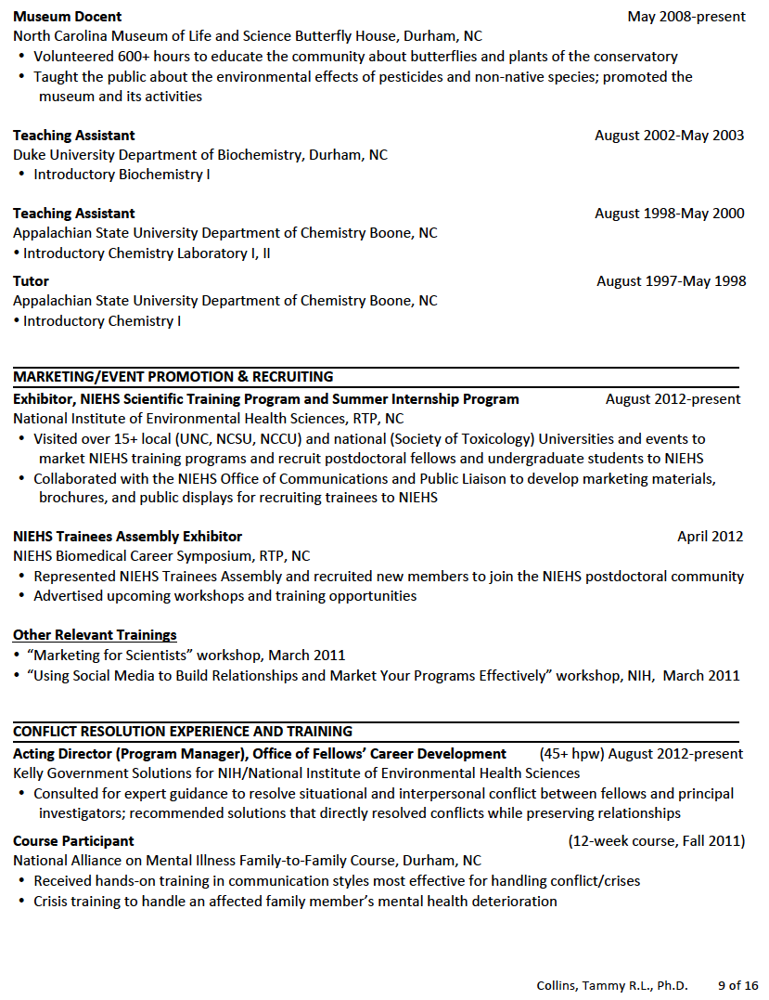 Museum Docent May 2008-present
North Carolina Museum of Life and Science Butterfly House, Durham, NC
• Volunteered 600+ hours to educate the community about butterflies and plants of the conservatory
• Taught the public about the environmental effects of pesticides and non-native species; promoted the
museum and its activities
Teaching Assistant August 2002-May 2003
Duke University Department of Biochemistry, Durham, NC
• Introductory Biochemistry I
Teaching Assistant August 1998-May 2000
Appalachian State University Department of Chemistry Boone, NC
• Introductory Chemistry Laboratory I, II
Tutor August 1997-May 1998
Appalachian State University Department of Chemistry Boone, NC
• Introductory Chemistry I
MARKETING/EVENT PROMOTION & RECRUITING
Exhibitor, NIEHS Scientific Training Program and Summer Internship Program August 2012-present
National Institute of Environmental Health Sciences, RTP, NC
• Visited over 15+ local (UNC, NCSU, NCCU) and national (Society of Toxicology) Universities and events to
market NIEHS training programs and recruit postdoctoral fellows and undergraduate students to NIEHS
• Collaborated with the NIEHS Office of Communications and Public Liaison to develop marketing materials,
brochures, and public displays for recruiting trainees to NIEHS
NIEHS Trainees Assembly Exhibitor April 2012
NIEHS Biomedical Career Symposium, RTP, NC
• Represented NIEHS Trainees Assembly and recruited new members to join the NIEHS postdoctoral community
• Advertised upcoming workshops and training opportunities
Other Relevant Trainings
• “Marketing for Scientists” workshop, March 2011
• “Using Social Media to Build Relationships and Market Your Programs Effectively” workshop, NIH, March 2011
CONFLICT RESOLUTION EXPERIENCE AND TRAINING
Acting Director (Program Manager), Office of Fellows’ Career Development (45+ hpw) August 2012-present
Kelly Government Solutions for NIH/National Institute of Environmental Health Sciences
• Consulted for expert guidance to resolve situational and interpersonal conflict between fellows and principal
investigators; recommended solutions that directly resolved conflicts while preserving relationships
Course Participant (12-week course, Fall 2011)
National Alliance on Mental Illness Family-to-Family Course, Durham, NC
• Received hands-on training in communication styles most effective for handling conflict/crises
• Crisis training to handle an affected family member’s mental health deterioration
Collins, Tammy R.L., Ph.D. 9 of 16